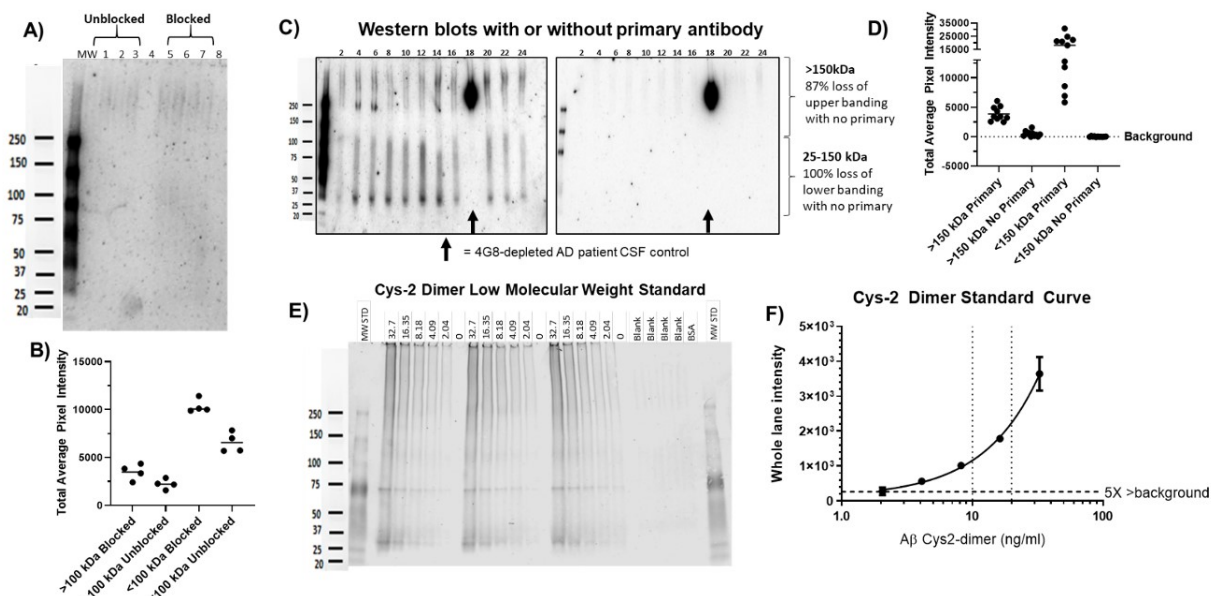 A)
Unblocked Blocked
MW 1 2 3 4 5 6 7 8
250
150
100
75
50
37
25
20
B)
Total Average Pixel Intensity
15000
10000
5000
0
>100 kDa Blocked
100 kDa Unblocked
<100 kDa Blocked
100 kDa Unblocked
C)
Western blots with or without primary antibody
2 4 6 8 10 12 14 16 18 20 22 24
2 4 6 8 10 12 14 16 18 20 22 24
250
150
100
75
50
37
25
20
>150kDa
87% loss of
upper banding
with no primary
25-150 kDa
100% loss of
lower banding
with no primary
= 4G8-depleted AD patient CSF control
D)
Total Average Pixel Intensity
35000
25000
15000
10000
5000
0
-5000
Background
>150 kDa Primary
>150 kDa No Primary
<150 kDa Primary
<150 kDa No Primary
E)
Cys-2 Dimer Low Molecular Weight Standard
MW STD 32.7 16.35 8.18 4.09 2.04 0 32.7 16.35 8.18 4.09 2.04 0 32.7 16.35 8.18 4.09 2.04 0 Blank Blank Blank Blank BSA MW STD
250
150
100
75
50
37
25
20
F)
Cys-2 Dimer Standard Curve
Whole lane intensity
5×10³
4×10³
3×10³
2×10³
1×10³
0
5X >background
1.0 10 100
Aβ Cys2-dimer (ng/ml)